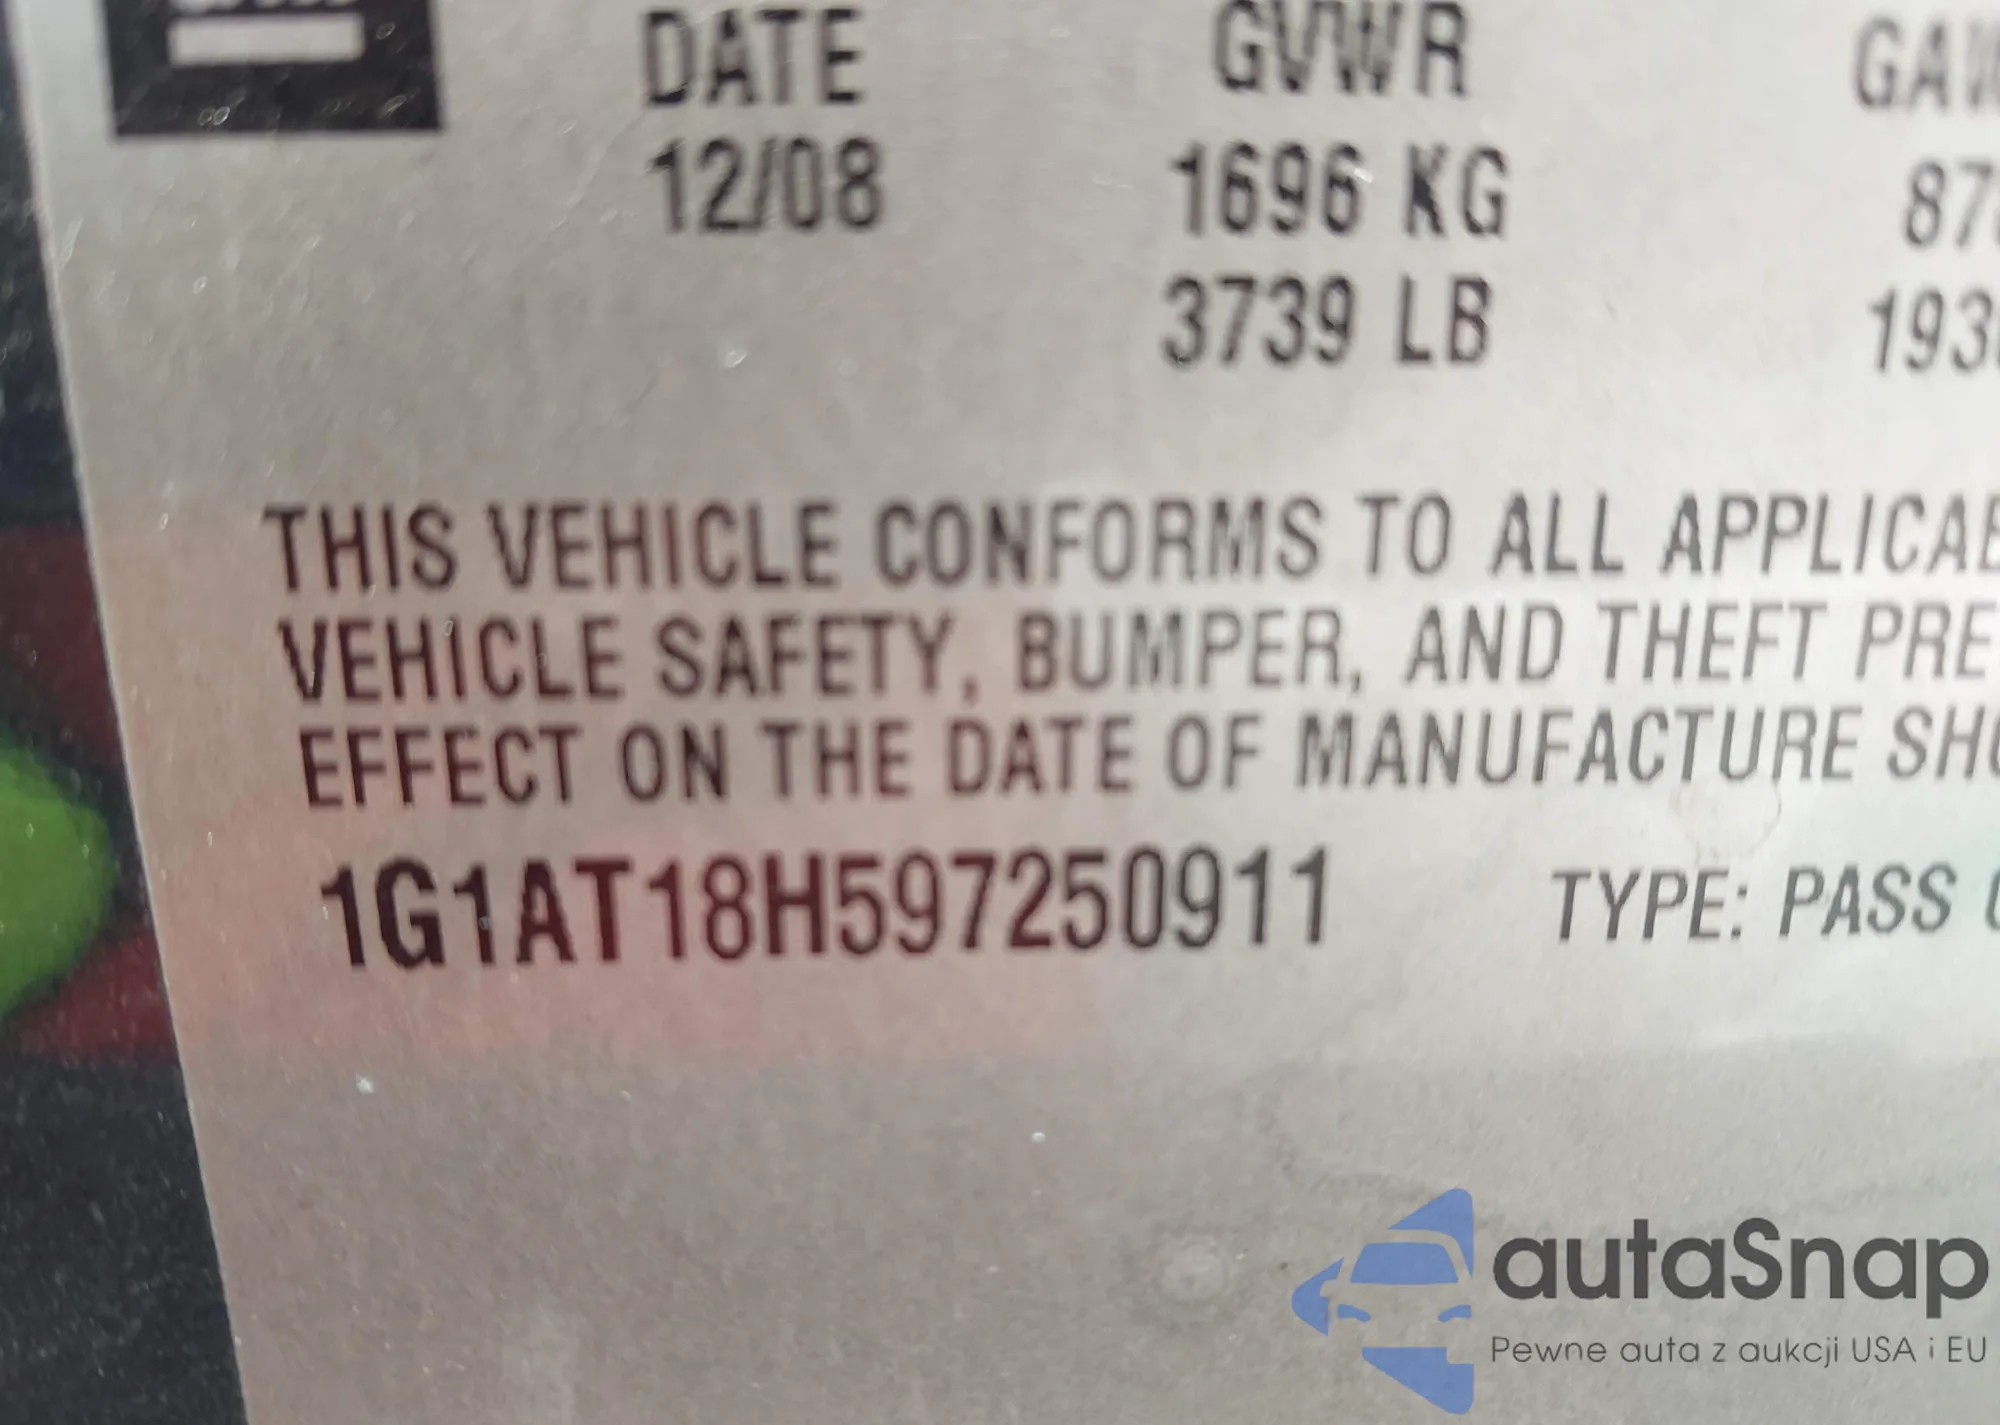 DATE GVWR
12/08 1696 KG
3739 LB
THIS VEHICLE CONFORMS TO ALL
VEHICLE SAFETY, BUMPER, AND THEFT
EFFECT ON THE DATE OF MANUFACTURE
1G1AT18H597250911 TYPE: PASS
autaSnap
Pewne auta z aukcji USA i EU